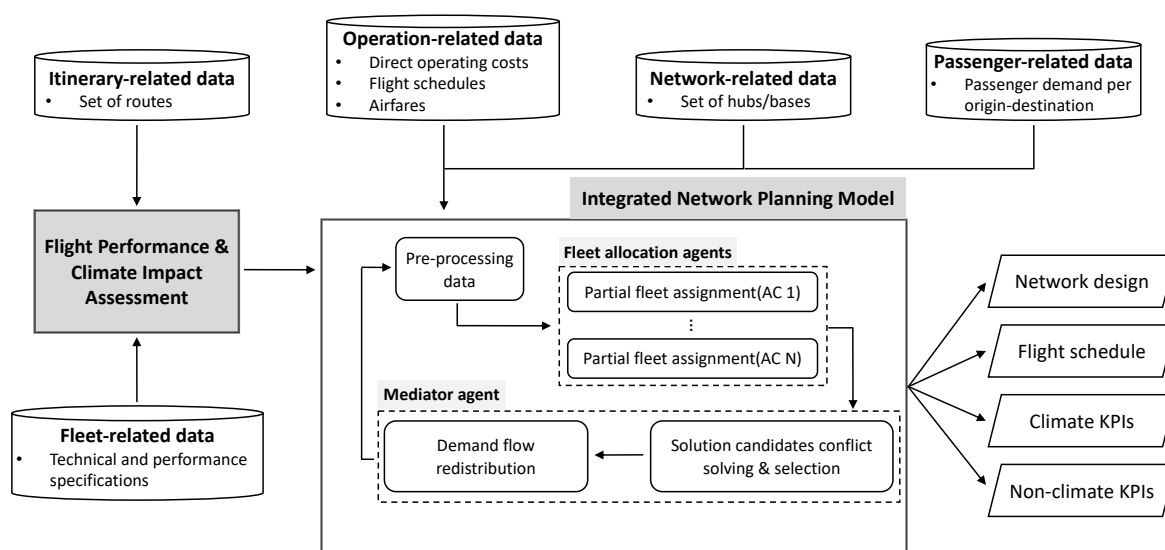 Operation-related data
• Direct operating costs
• Flight schedules
• Airfares
Itinerary-related data
• Set of routes
Network-related data
• Set of hubs/bases
Passenger-related data
• Passenger demand per
origin-destination
Integrated Network Planning Model
Flight Performance &
Climate Impact
Assessment
Pre-processing
data
Fleet allocation agents
Partial fleet assignment(AC 1)
...
Partial fleet assignment(AC N)
Mediator agent
Demand flow
redistribution
Solution candidates conflict
solving & selection
Fleet-related data
• Technical and performance
specifications
Network design
Flight schedule
Climate KPIs
Non-climate KPIs